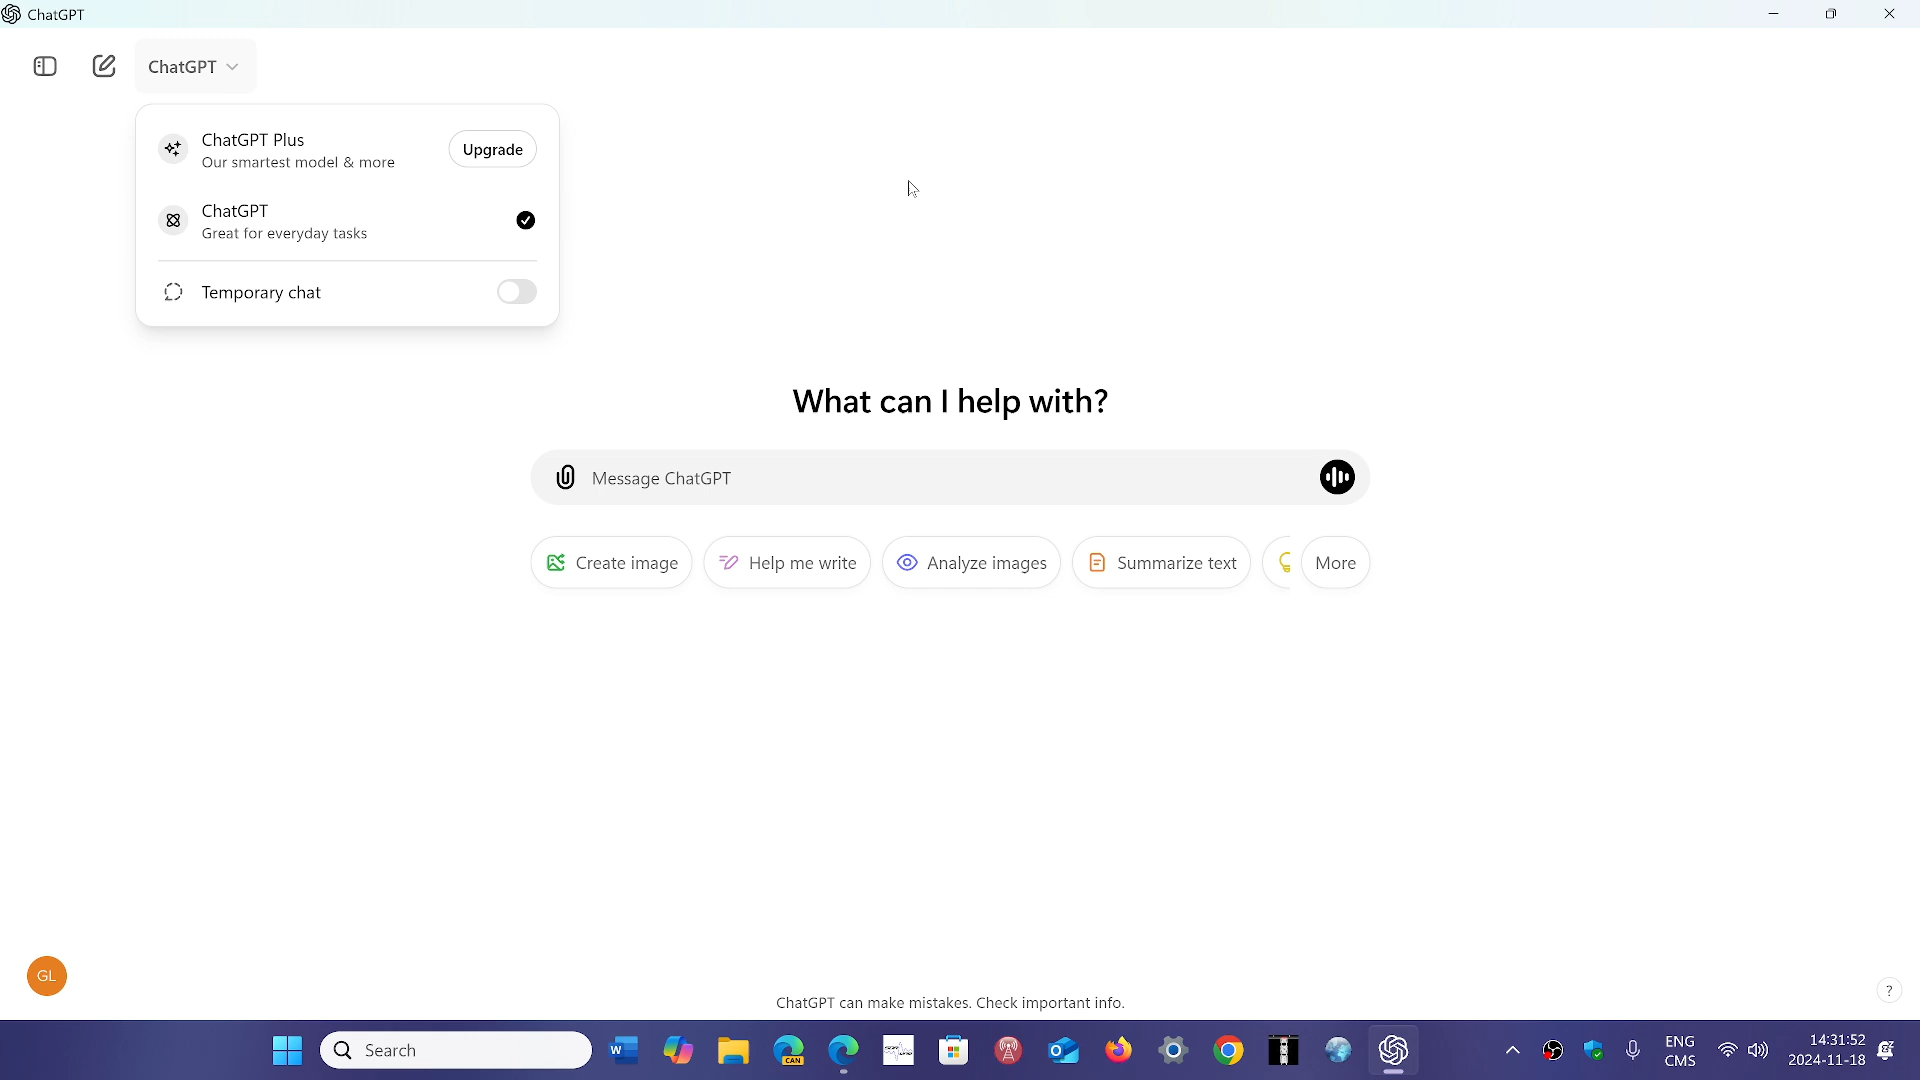 ChatGPT
ChatGPT
ChatGPT Plus
Our smartest model & more
Upgrade
ChatGPT
Great for everyday tasks
Temporary chat
What can I help with?
Message ChatGPT
Create image
Help me write
Analyze images
Summarize text
More
GL
ChatGPT can make mistakes. Check important info.
?
Search
W
CAN
O
ENG
CMS
14:31:52
2024-11-18